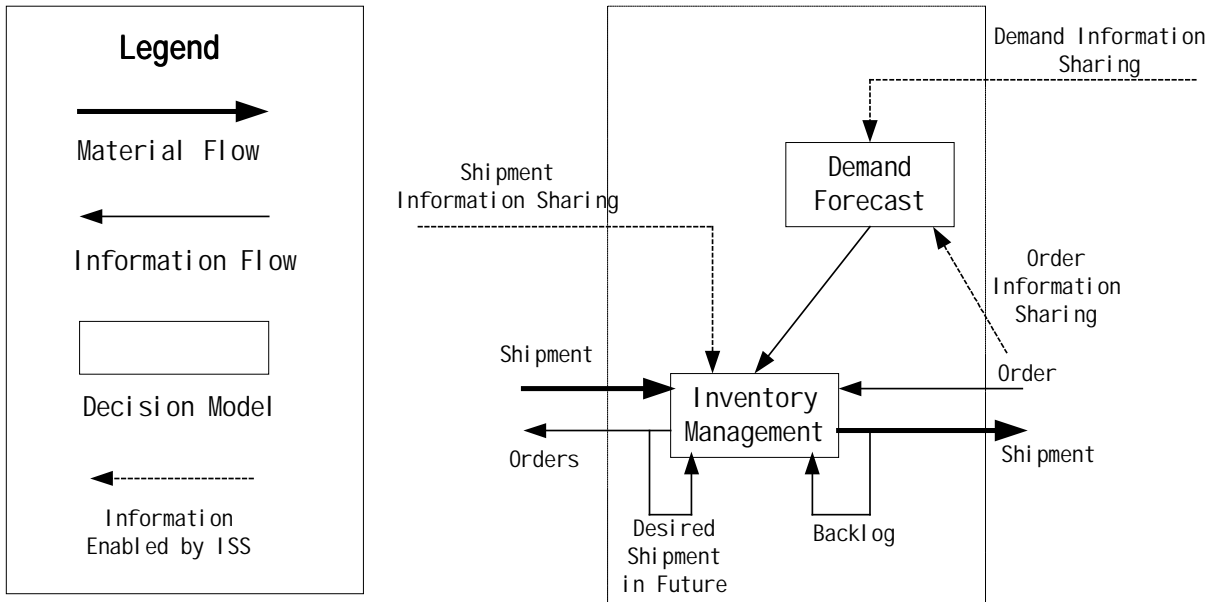 Legend
Material Flow
Information Flow
Decision Model
Information
Enabled by ISS
Demand Information
Sharing
Shipment
Information Sharing
Demand
Forecast
Order
Information
Sharing
Shipment
Order
Inventory
Management
Orders
Shipment
Desired
Shipment
in Future
Backlog